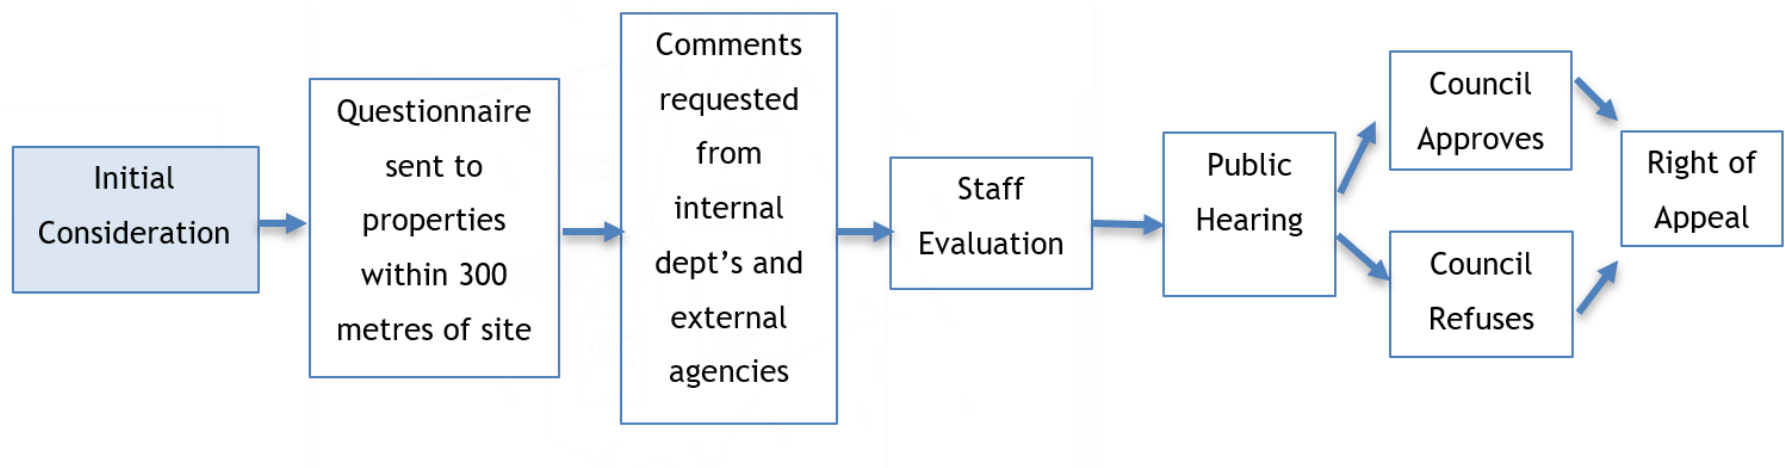 Initial
Consideration
Questionnaire
sent to
properties
within 300
metres of site
Comments
requested
from
internal
dept’s and
external
agencies
Staff
Evaluation
Public
Hearing
Council
Approves
Council
Refuses
Right of
Appeal